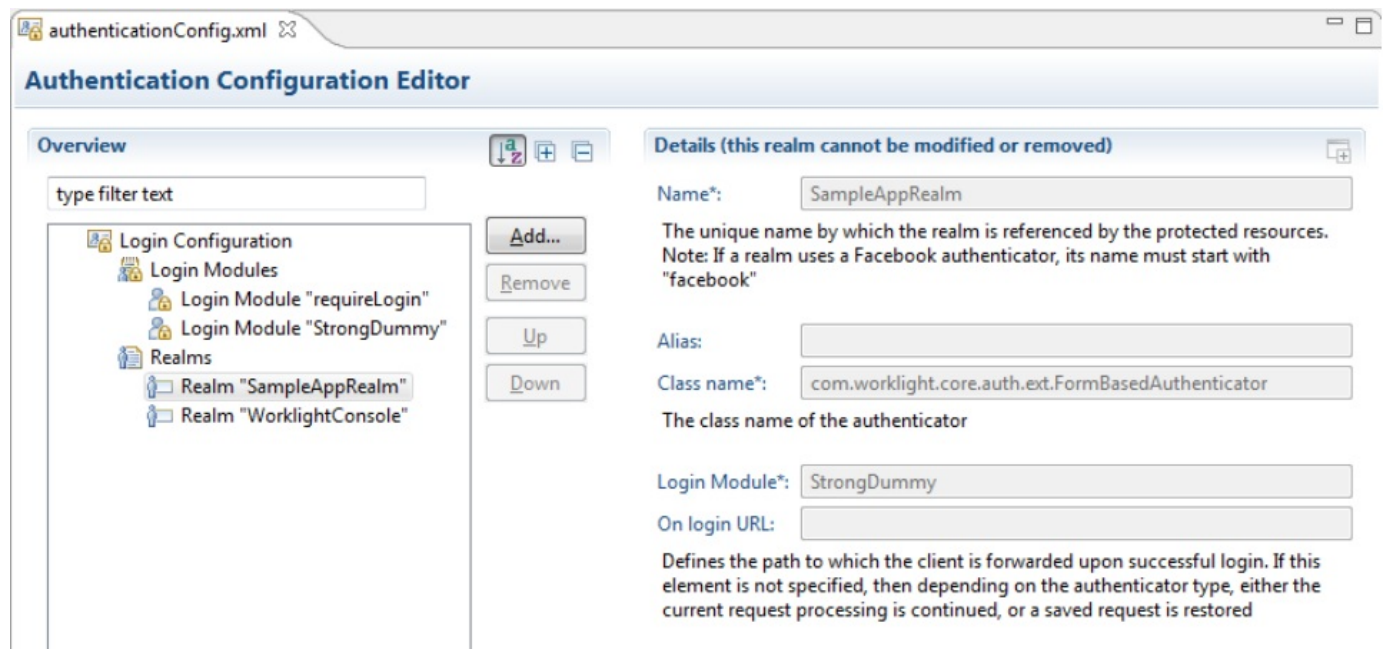 authenticationConfig.xml
Authentication Configuration Editor
Overview
type filter text
Login Configuration
Login Modules
Login Module "requireLogin"
Login Module "StrongDummy"
Realms
Realm "SampleAppRealm"
Realm "WorklightConsole"
Add...
Remove
Up
Down
Details (this realm cannot be modified or removed)
Name*: SampleAppRealm
The unique name by which the realm is referenced by the protected resources.
Note: If a realm uses a Facebook authenticator, its name must start with
"facebook"
Alias:
Class name*: com.worklight.core.auth.ext.FormBasedAuthenticator
The class name of the authenticator
Login Module*: StrongDummy
On login URL:
Defines the path to which the client is forwarded upon successful login. If this
element is not specified, then depending on the authenticator type, either the
current request processing is continued, or a saved request is restored